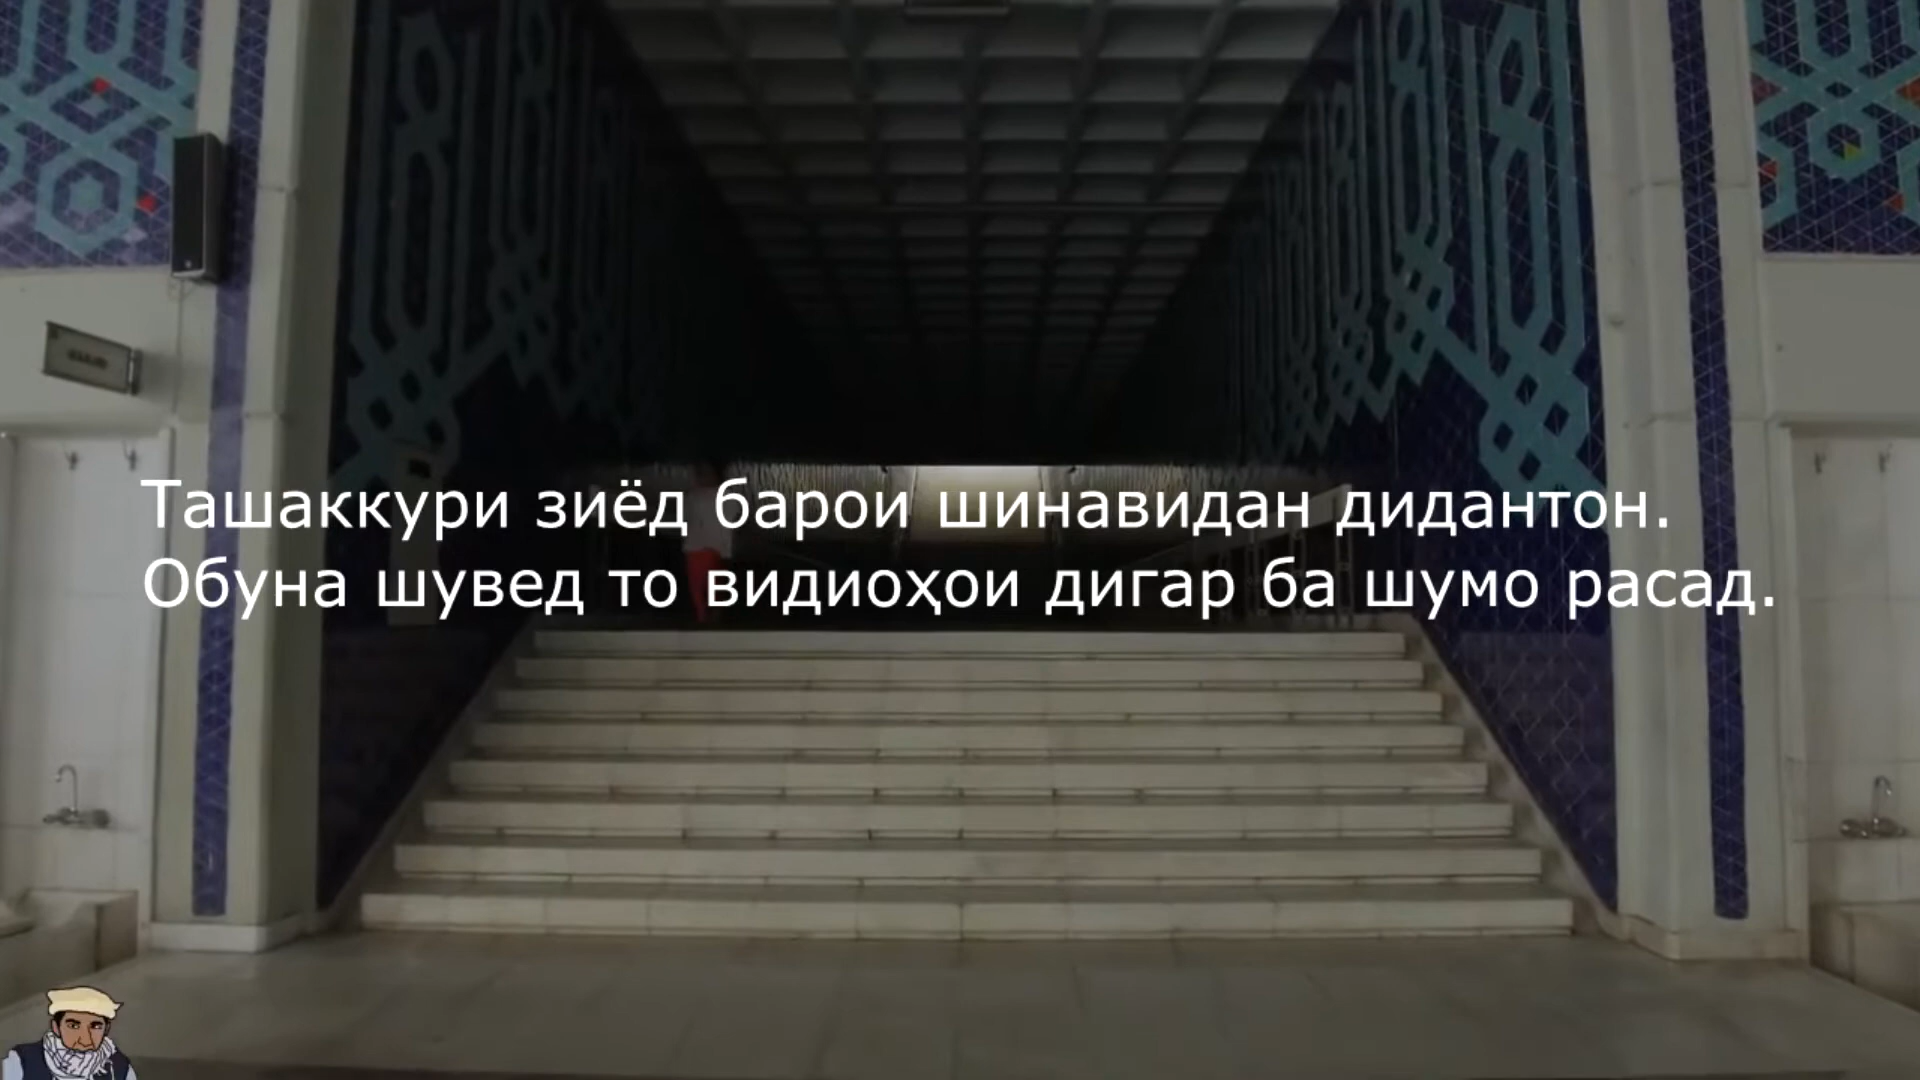 Ташаккури зиёд барои шинавидан дидантон.
Обуна шувед то видиоҳои дигар ба шумо расад.